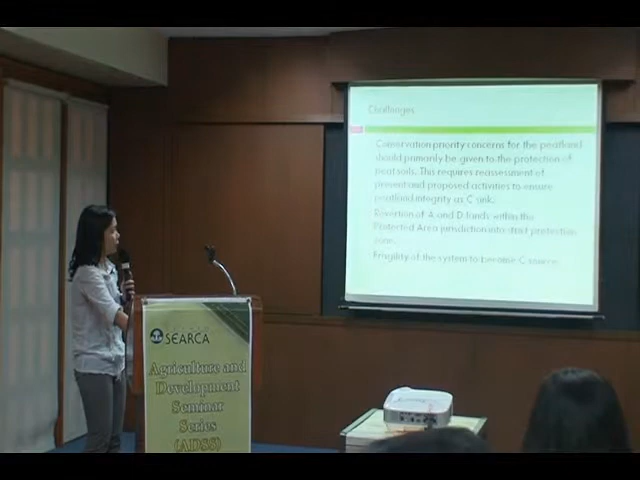 Challenges
Conservation priority concerns for the peatland
should primarily be given to the protection of
peat soils. This requires reassessment of
present and proposed activities to ensure
peatland integrity as C sink.
Reversion of A and D lands within the
Protected Area jurisdiction into strict protection
zone.
Fragility of the system to become C source
SEARCA
Agriculture and
Development
Seminar
Series
(ADSS)